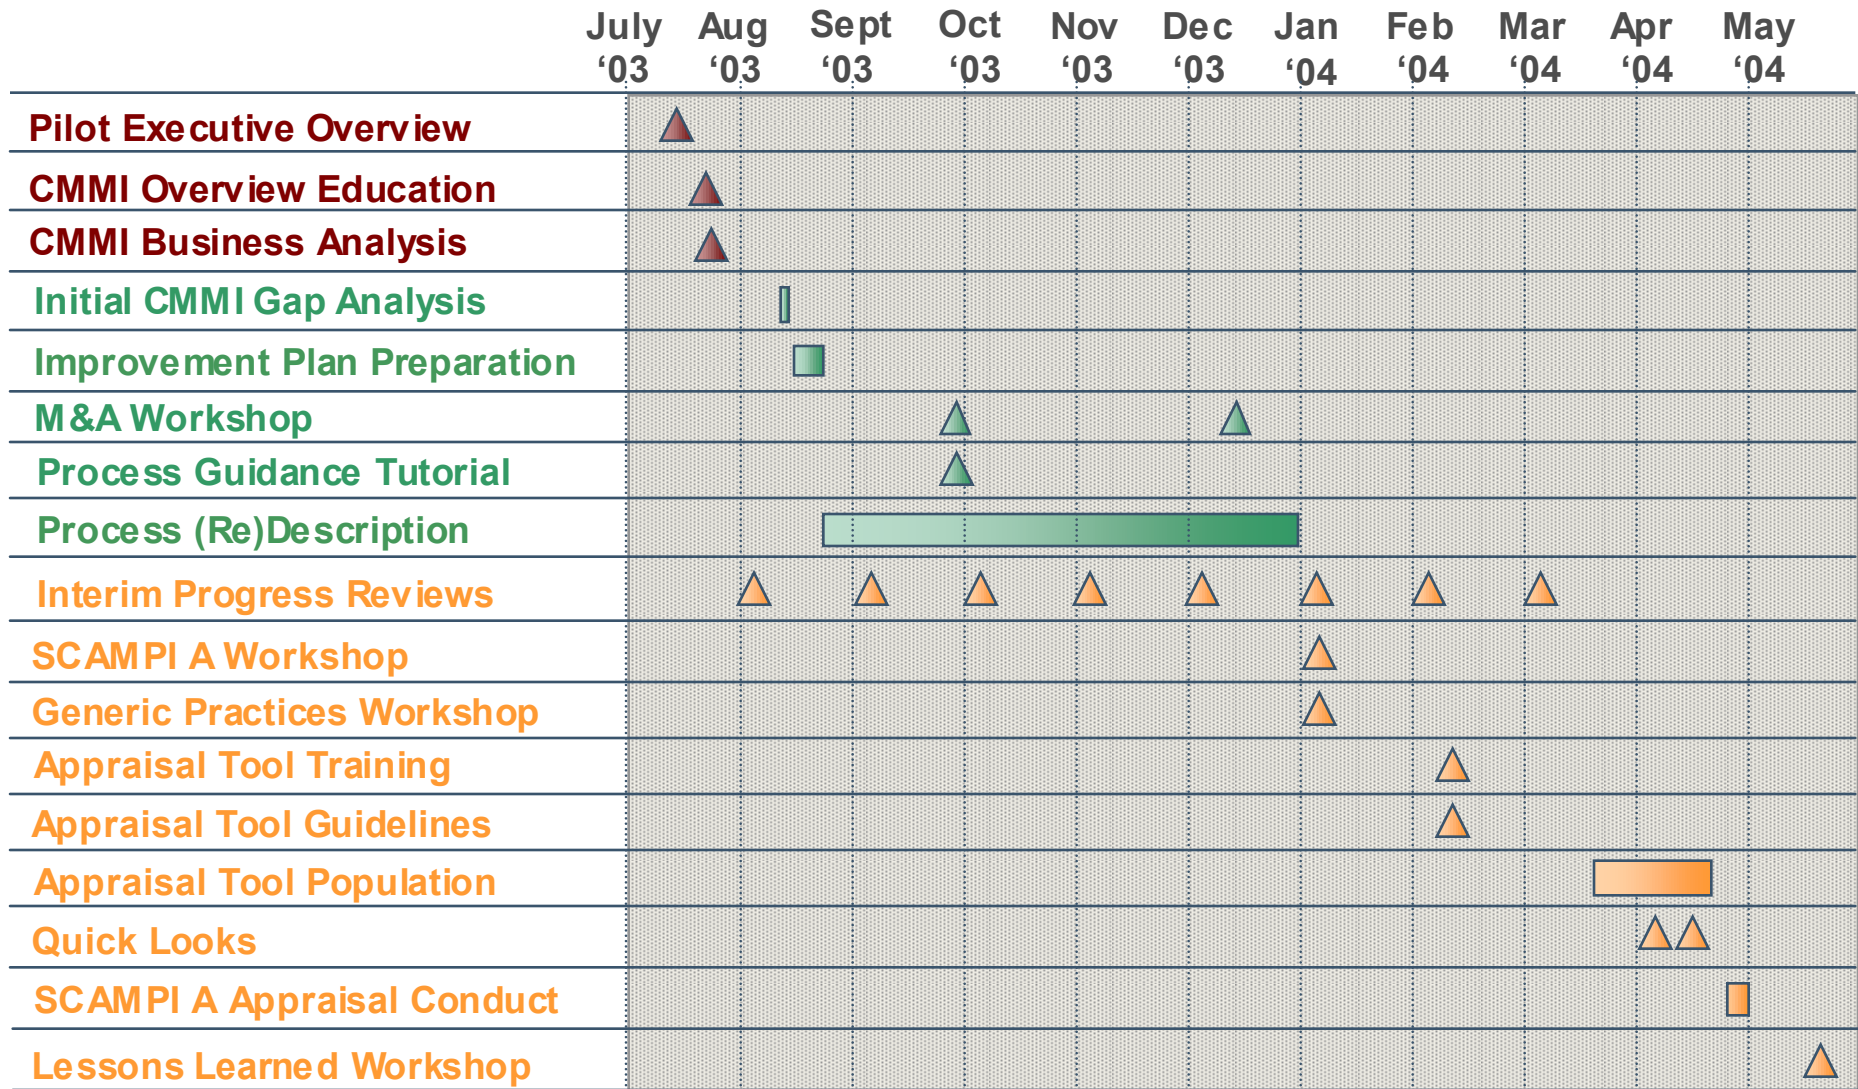 July Aug Sept Oct Nov Dec Jan Feb Mar Apr May
‘03 ‘03 ‘03 ‘03 ‘03 ‘03 ‘04 ‘04 ‘04 ‘04 ‘04
Pilot Executive Overview
CMMI Overview Education
CMMI Business Analysis
Initial CMMI Gap Analysis
Improvement Plan Preparation
M&A Workshop
Process Guidance Tutorial
Process (Re)Description
Interim Progress Reviews
SCAMPI A Workshop
Generic Practices Workshop
Appraisal Tool Training
Appraisal Tool Guidelines
Appraisal Tool Population
Quick Looks
SCAMPI A Appraisal Conduct
Lessons Learned Workshop